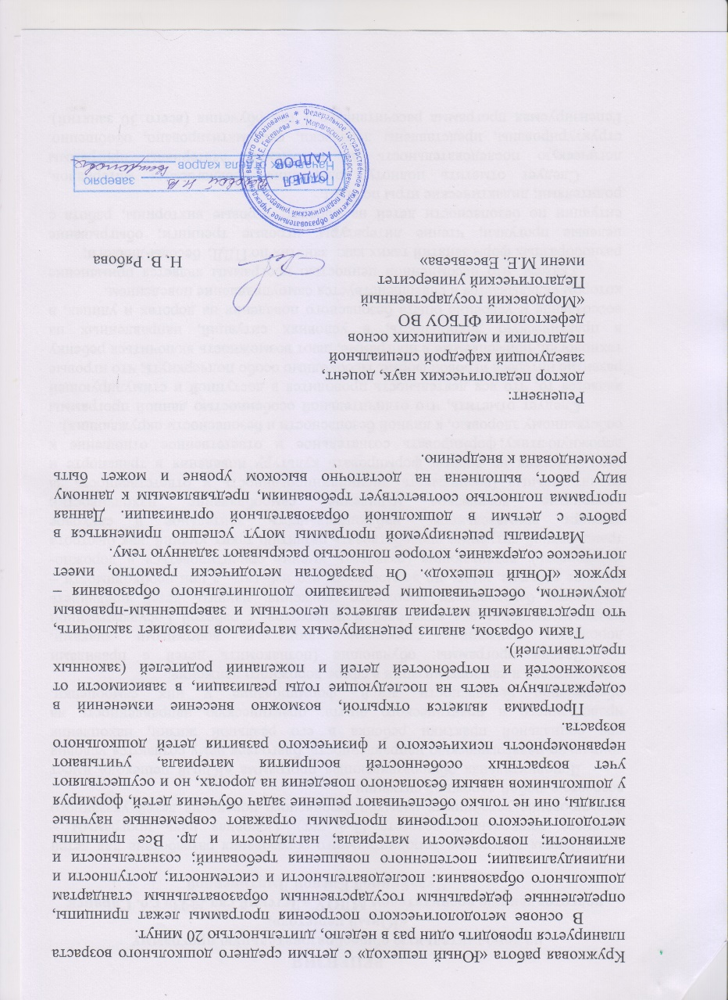 Кружковая работа «Юный пешеход» с детьми среднего дошкольного возраста
планируется проводить один раз в неделю, длительностью 20 минут.
В основе методологического построения программы лежат принципы,
определенные федеральным государственным образовательным стандартам
дошкольного образования: последовательности и системности; доступности и
индивидуализации; постепенного повышения требований; сознательности и
активности; повторяемости материала; наглядности и др. Все принципы
методологического построения программы отражают современные научные
взгляды, они не только обеспечивают решение задач обучения детей, формируя
у дошкольников навыки безопасного поведения на дорогах, но и осуществляют
учет возрастных особенностей восприятия материала, учитывают
неравномерность психического и физического развития детей дошкольного
возраста.
Программа является открытой, возможно внесение изменений в
содержательную часть на последующие годы реализации, в зависимости от
возможностей и потребностей детей и пожеланий родителей (законных
представителей).
Таким образом, анализ рецензируемых материалов позволяет заключить,
что представляемый материал является целостным и завершенным-правовым
документом, обеспечивающим реализацию дополнительного образования –
кружок «Юный пешеход». Он разработан методически грамотно, имеет
логическое содержание, которое полностью раскрывают заданную тему.
Материалы рецензируемой программы могут успешно применяться в
работе с детьми в дошкольной образовательной организации. Данная
программа полностью соответствует требованиям, предъявляемым к данному
виду работ, выполнена на достаточно высоком уровне и может быть
рекомендована к внедрению.
Рецензент:
доктор педагогических наук, доцент,
заведующий кафедрой специальной
педагогики и медицинских основ
дефектологии ФГБОУ ВО
«Мордовский государственный
Педагогический университет
имени М.Е. Евсевьева»
Н. В. Рябова
заверяю
Начальник отдела кадров
ОТДЕЛ
КАДРОВ
Федеральное государственное бюджетное образовательное учреждение высшего образования
"Мордовский государственный педагогический университет имени М.Е. Евсевьева"